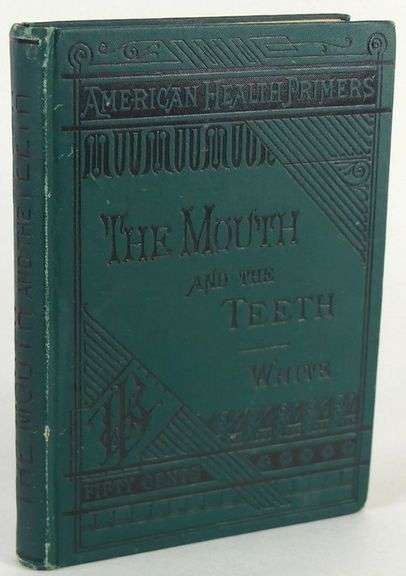 AMERICAN HEALTH PRIMERS
THE MOUTH
AND THE
TEETH
WHITE
FIFTY CENTS
THE MOUTH AND THE TEETH